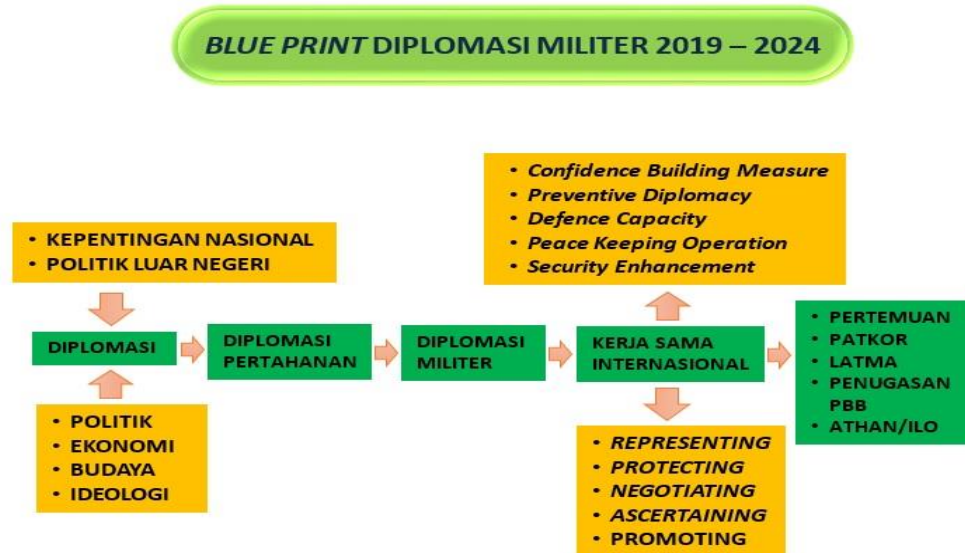 BLUE PRINT DIPLOMASI MILITER 2019 – 2024
• Confidence Building Measure
• Preventive Diplomacy
• Defence Capacity
• Peace Keeping Operation
• Security Enhancement
• KEPENTINGAN NASIONAL
• POLITIK LUAR NEGERI
DIPLOMASI
DIPLOMASI
PERTAHANAN
DIPLOMASI
MILITER
KERJA SAMA
INTERNASIONAL
• PERTEMUAN
• PATKOR
• LATMA
• PENUGASAN
PBB
• ATHAN/ILO
• POLITIK
• EKONOMI
• BUDAYA
• IDEOLOGI
• REPRESENTING
• PROTECTING
• NEGOTIATING
• ASCERTAINING
• PROMOTING